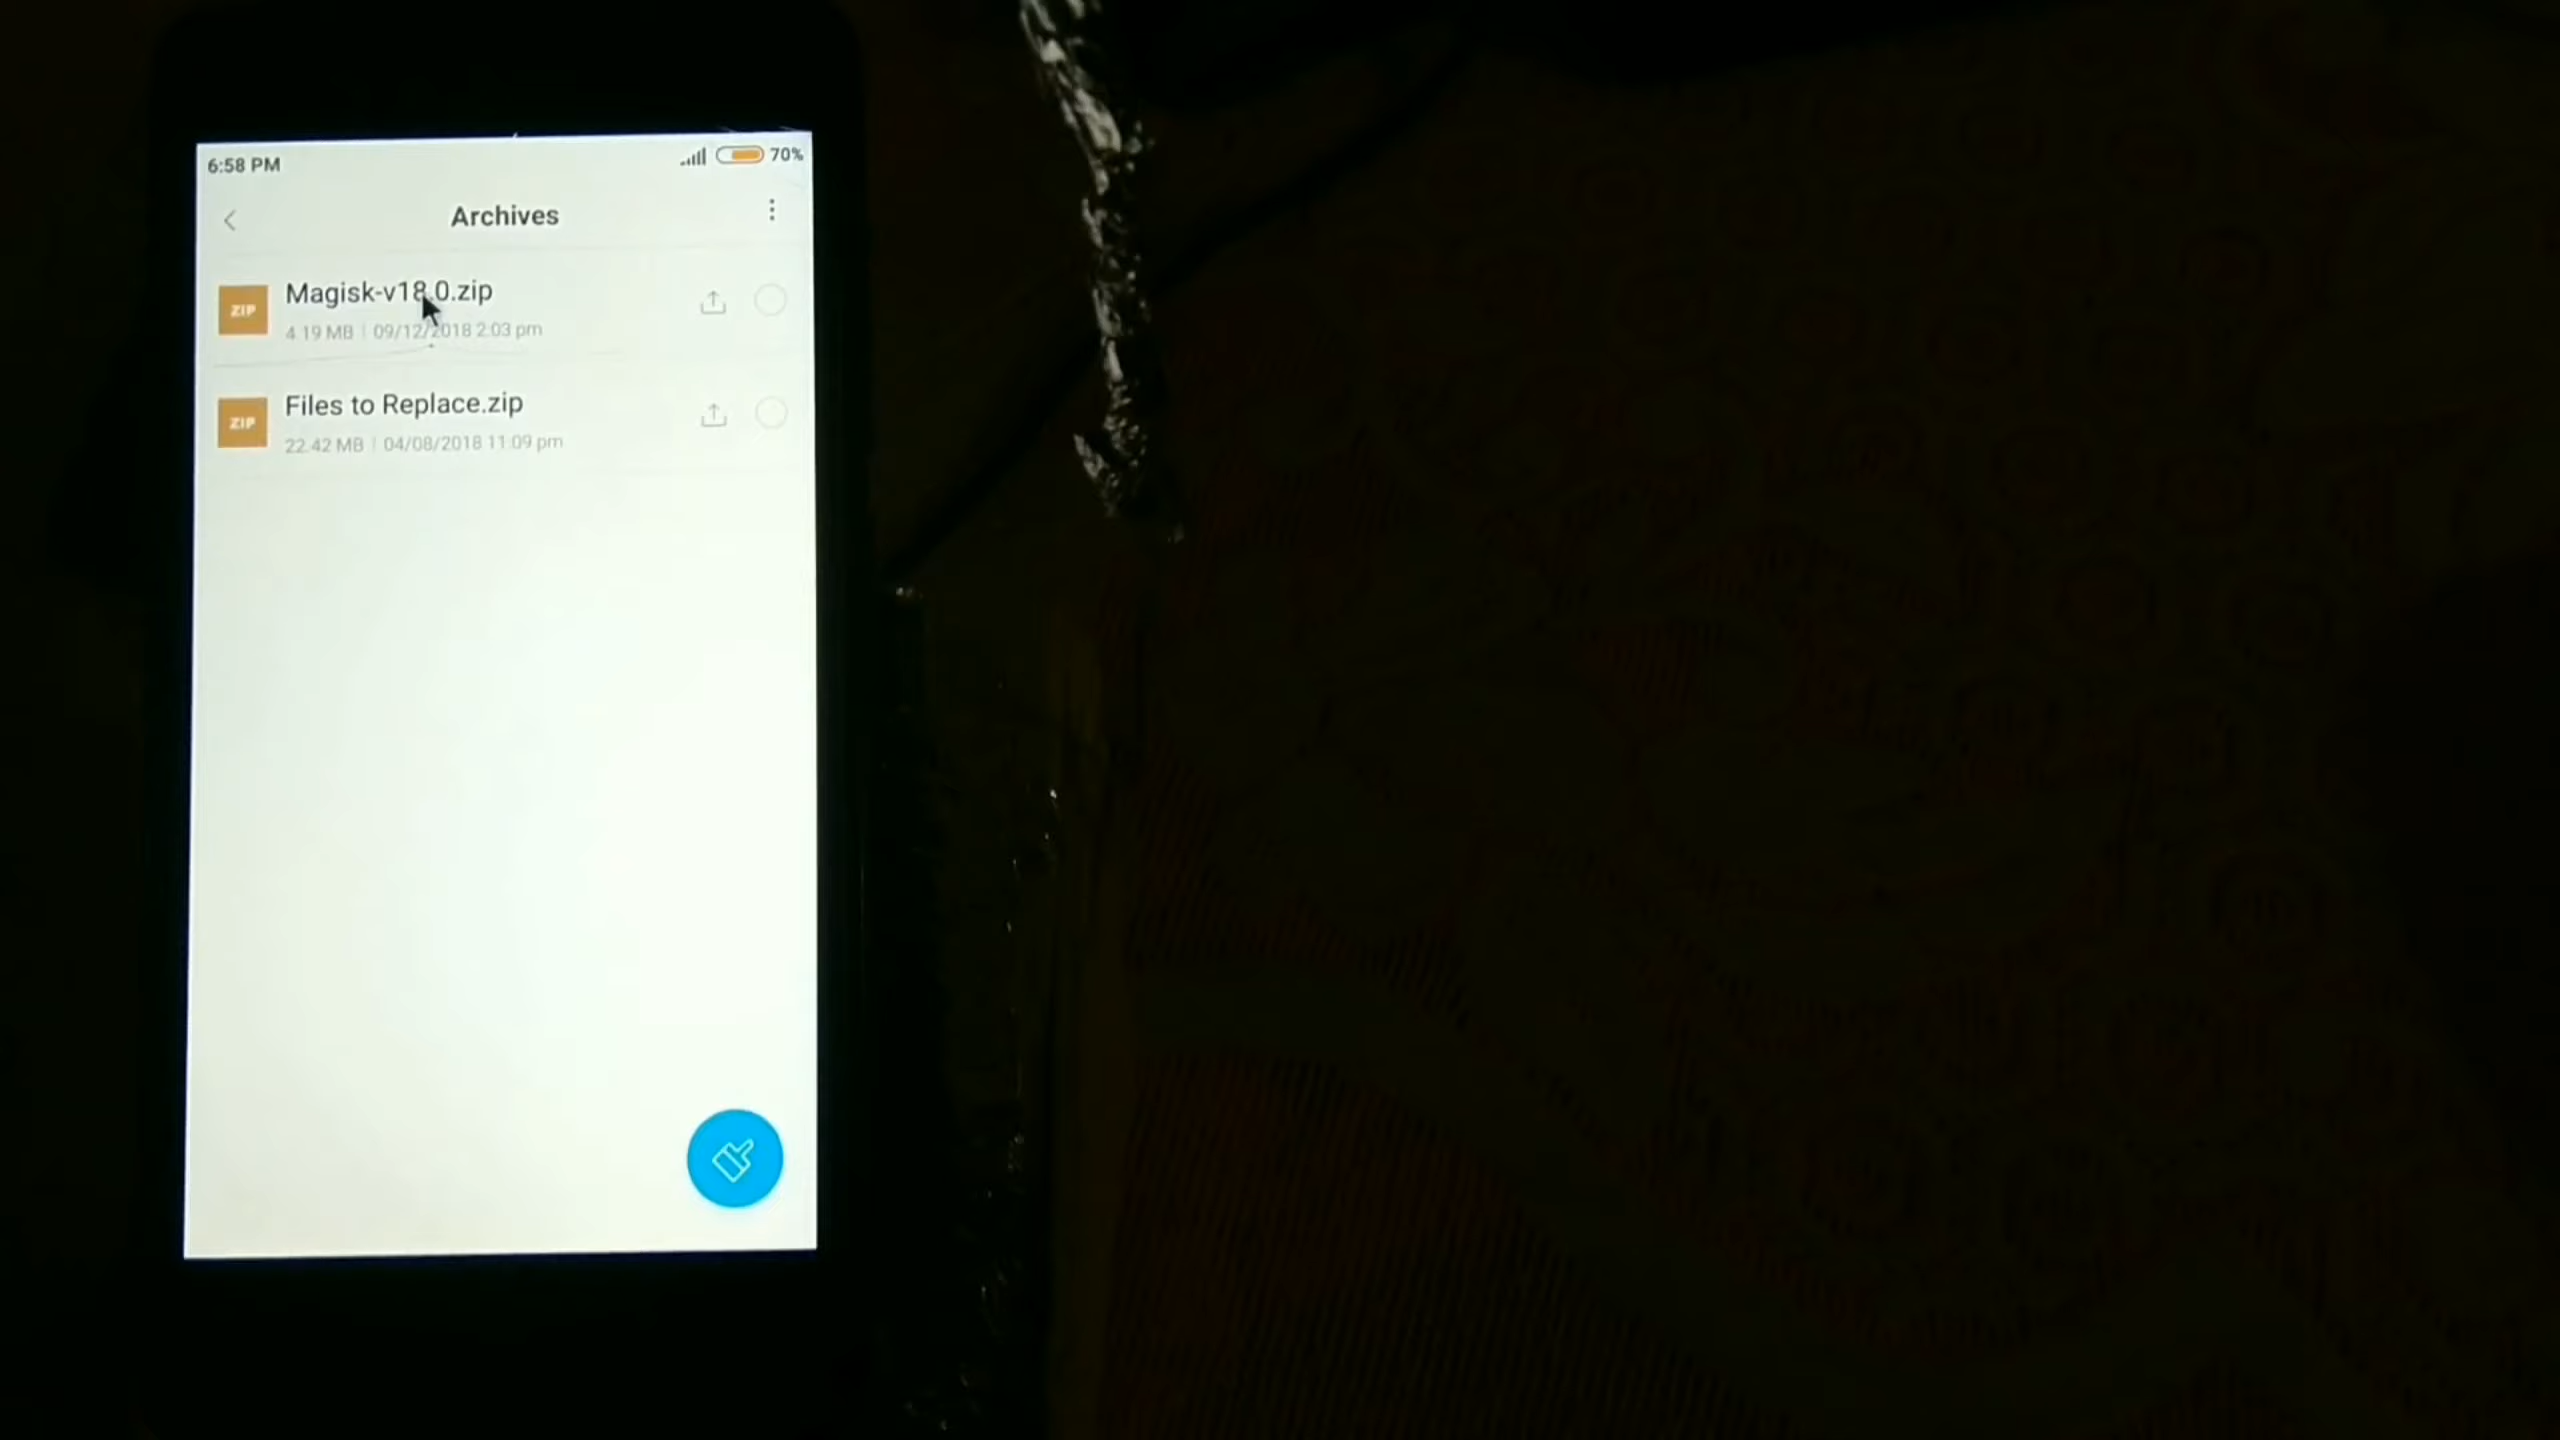 6:58 PM
70%
Archives
ZIP
Magisk-v18.0.zip
4.19 MB | 09/12/2018 2:03 pm
ZIP
Files to Replace.zip
22.42 MB | 04/08/2018 11:09 pm